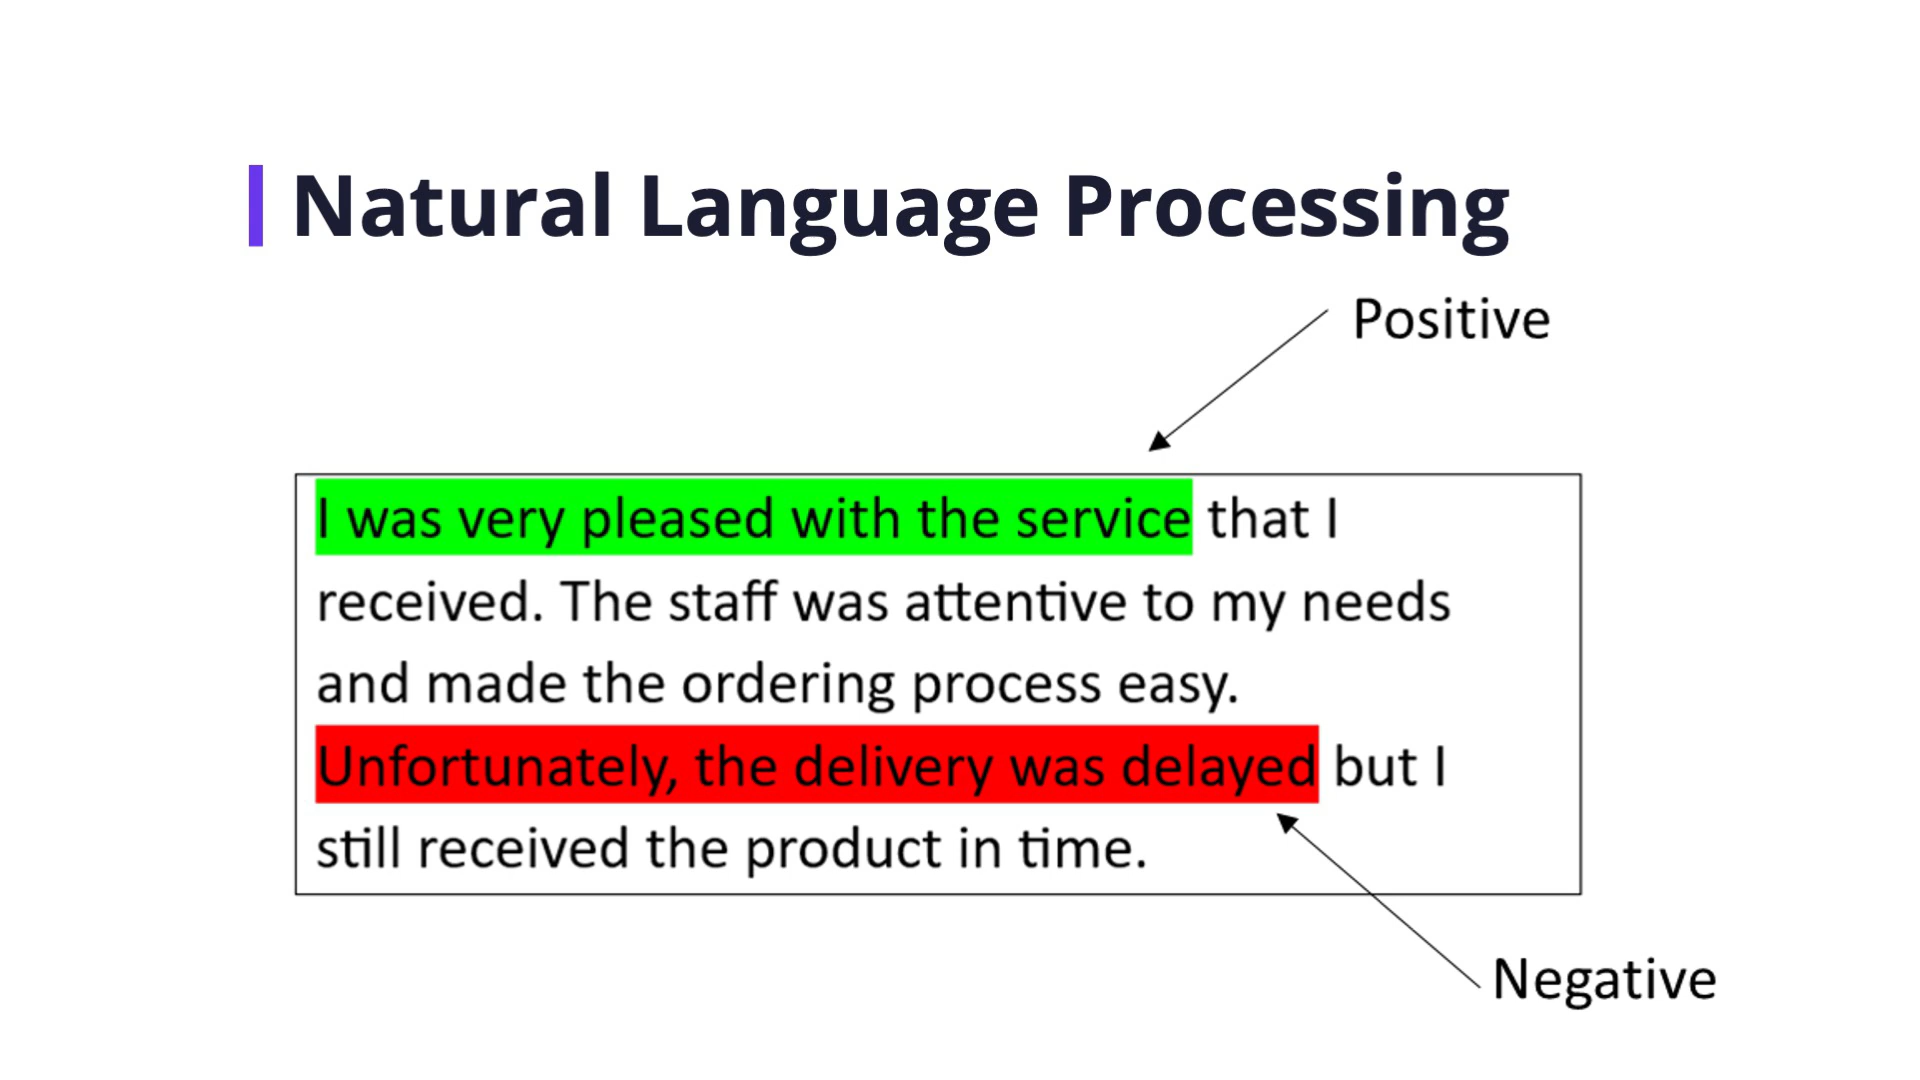 Natural Language Processing
Positive
I was very pleased with the service that I
received. The staff was attentive to my needs
and made the ordering process easy.
Unfortunately, the delivery was delayed but I
still received the product in time.
Negative